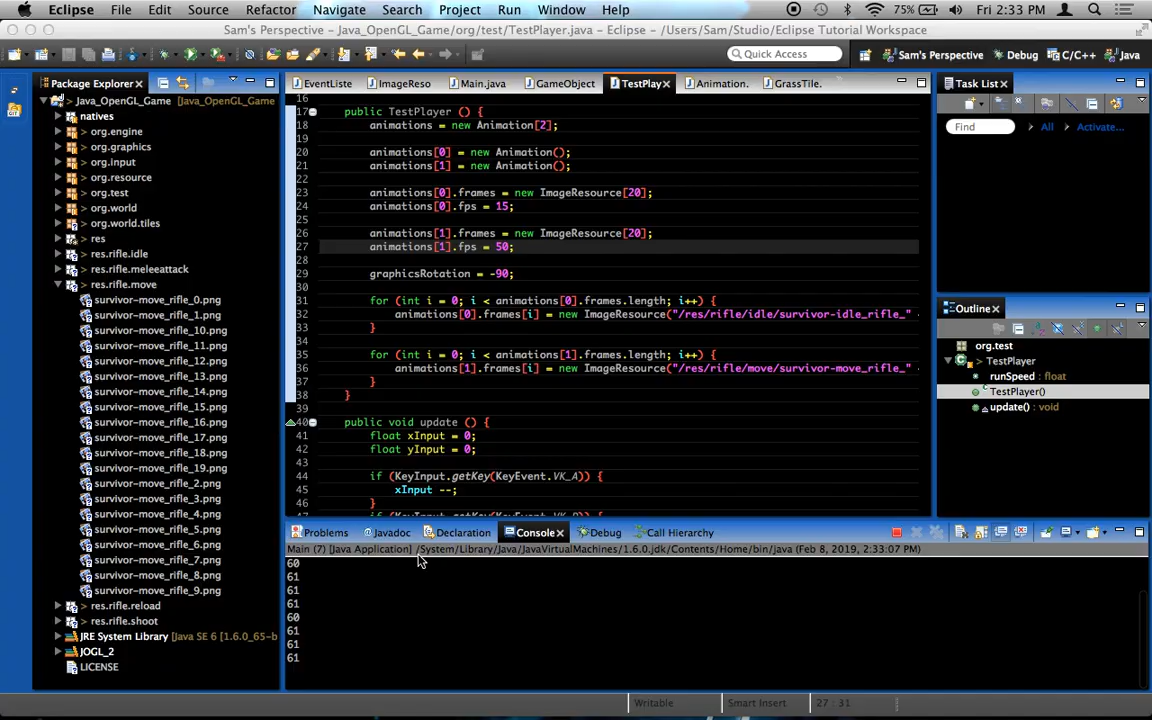 Eclipse File Edit Source Refactor Navigate Search Project Run Window Help 75% Fri 2:33 PM
Sam's Perspective - Java_OpenGL_Game/org/test/TestPlayer.java - Eclipse - /Users/Sam/Studio/Eclipse Tutorial Workspace
Quick Access Sam's Perspective Debug C/C++ Java
Package Explorer
Java_OpenGL_Game [Java_OpenGL_Game
natives
> org.engine
> org.graphics
> org.input
> org.resource
> org.test
> org.world
> org.world.tiles
> res
> res.rifle.idle
> res.rifle.meleeattack
> res.rifle.move
survivor-move_rifle_0.png
survivor-move_rifle_1.png
survivor-move_rifle_10.png
survivor-move_rifle_11.png
survivor-move_rifle_12.png
survivor-move_rifle_13.png
survivor-move_rifle_14.png
survivor-move_rifle_15.png
survivor-move_rifle_16.png
survivor-move_rifle_17.png
survivor-move_rifle_18.png
survivor-move_rifle_19.png
survivor-move_rifle_2.png
survivor-move_rifle_3.png
survivor-move_rifle_4.png
survivor-move_rifle_5.png
survivor-move_rifle_6.png
survivor-move_rifle_7.png
survivor-move_rifle_8.png
survivor-move_rifle_9.png
> res.rifle.reload
> res.rifle.shoot
JRE System Library [Java SE 6 [1.6.0_65-b
JOGL_2
LICENSE
EventListe ImageReso Main.java GameObject TestPlay Animation. GrassTile.
16
17 public TestPlayer () {
18 animations = new Animation[2];
19
20 animations[0] = new Animation();
21 animations[1] = new Animation();
22
23 animations[0].frames = new ImageResource[20];
24 animations[0].fps = 15;
25
26 animations[1].frames = new ImageResource[20];
27 animations[1].fps = 50;
28
29 graphicsRotation = -90;
30
31 for (int i = 0; i < animations[0].frames.length; i++) {
32 animations[0].frames[i] = new ImageResource("/res/rifle/idle/survivor-idle_rifle_" +
33 }
34
35 for (int i = 0; i < animations[1].frames.length; i++) {
36 animations[1].frames[i] = new ImageResource("/res/rifle/move/survivor-move_rifle_" +
37 }
38 }
39
40 public void update () {
41 float xInput = 0;
42 float yInput = 0;
43
44 if (KeyInput.getKey(KeyEvent.VK_A)) {
45 xInput --;
46 }
Problems Javadoc Declaration Console Debug Call Hierarchy
Main (7) [Java Application] /System/Library/Java/JavaVirtualMachines/1.6.0.jdk/Contents/Home/bin/java (Feb 8, 2019, 2:33:07 PM)
60
61
61
61
60
61
61
61
Task List
Find All Activate...
Outline
org.test
> TestPlayer
runSpeed : float
TestPlayer()
update() : void
Writable Smart Insert 27 : 31